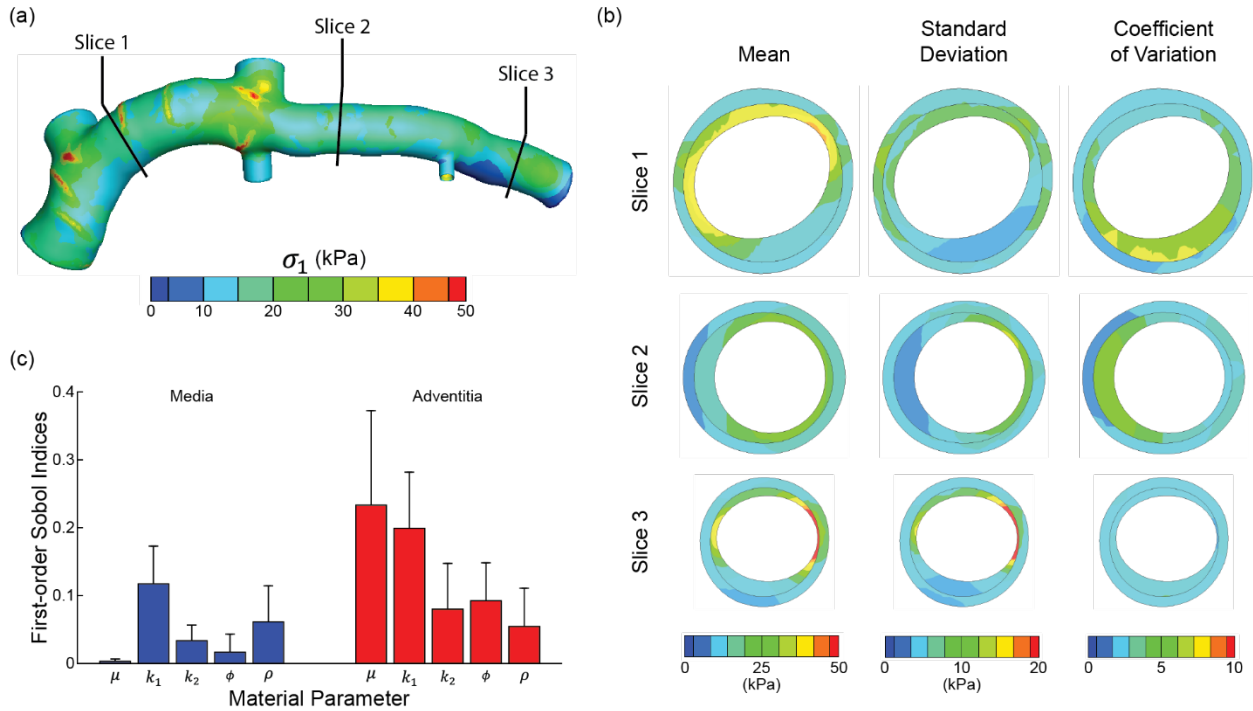 (a)
Slice 1
Slice 2
Slice 3
σ₁ (kPa)
0 10 20 30 40 50
(b)
Mean
Standard
Deviation
Coefficient
of Variation
Slice 1
Slice 2
Slice 3
0 25 50
(kPa)
0 10 20
(kPa)
0 5 10
(kPa)
(c)
Media
Adventitia
First-order Sobol Indices
0.4
0.3
0.2
0.1
0
μ k₁ k₂ ϕ ρ μ k₁ k₂ ϕ ρ
Material Parameter